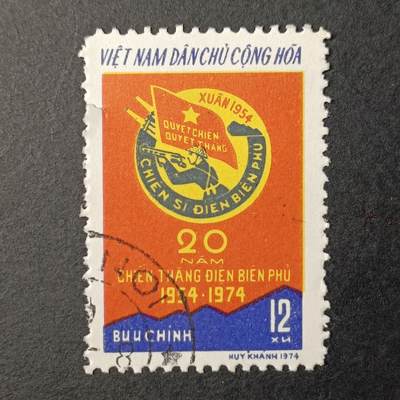 VIỆT NAM DÂN CHỦ CỘNG HÒA
XUÂN 1954
QUYẾT CHIẾN
QUYẾT THẮNG
CHIẾN SĨ ĐIỆN BIÊN PHỦ
20
NĂM
CHIẾN THẮNG ĐIỆN BIÊN PHỦ
1954 · 1974
12
XU
BƯU CHÍNH
HUY KHÁNH 1974